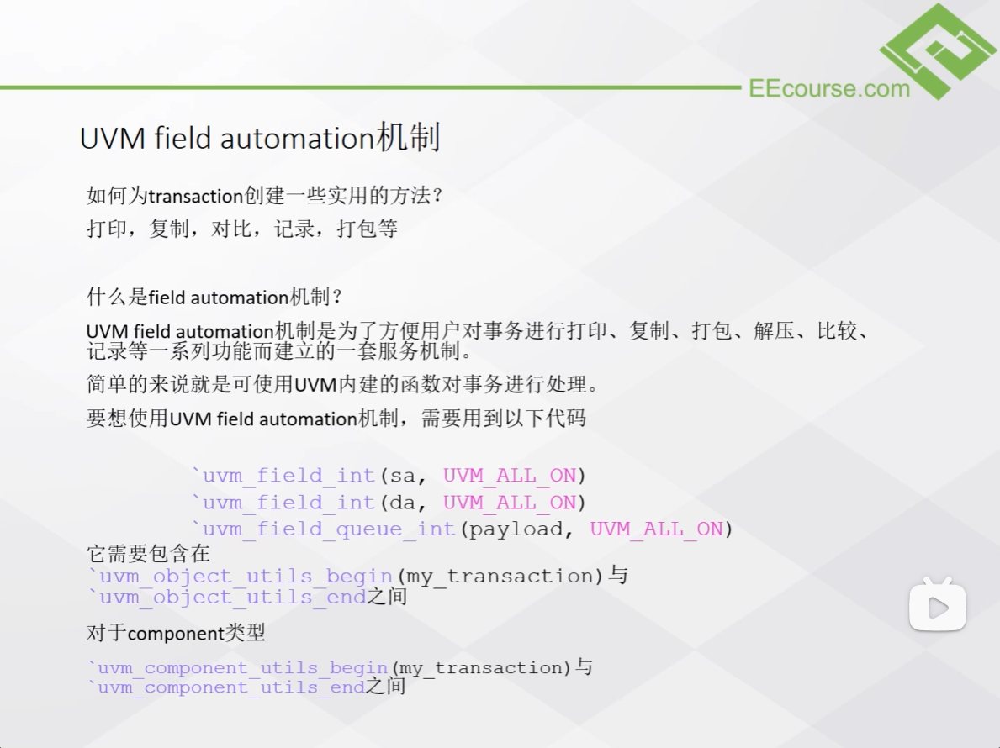 EEcourse.com
UVM field automation机制
如何为transaction创建一些实用的方法？
打印，复制，对比，记录，打包等
什么是field automation机制？
UVM field automation机制是为了方便用户对事务进行打印、复制、打包、解压、比较、
记录等一系列功能而建立的一套服务机制。
简单的来说就是可使用UVM内建的函数对事务进行处理。
要想使用UVM field automation机制，需要用到以下代码
`uvm_field_int(sa, UVM_ALL_ON)
`uvm_field_int(da, UVM_ALL_ON)
`uvm_field_queue_int(payload, UVM_ALL_ON)
它需要包含在
`uvm_object_utils_begin(my_transaction)与
`uvm_object_utils_end之间
对于component类型
`uvm_component_utils_begin(my_transaction)与
`uvm_component_utils_end之间